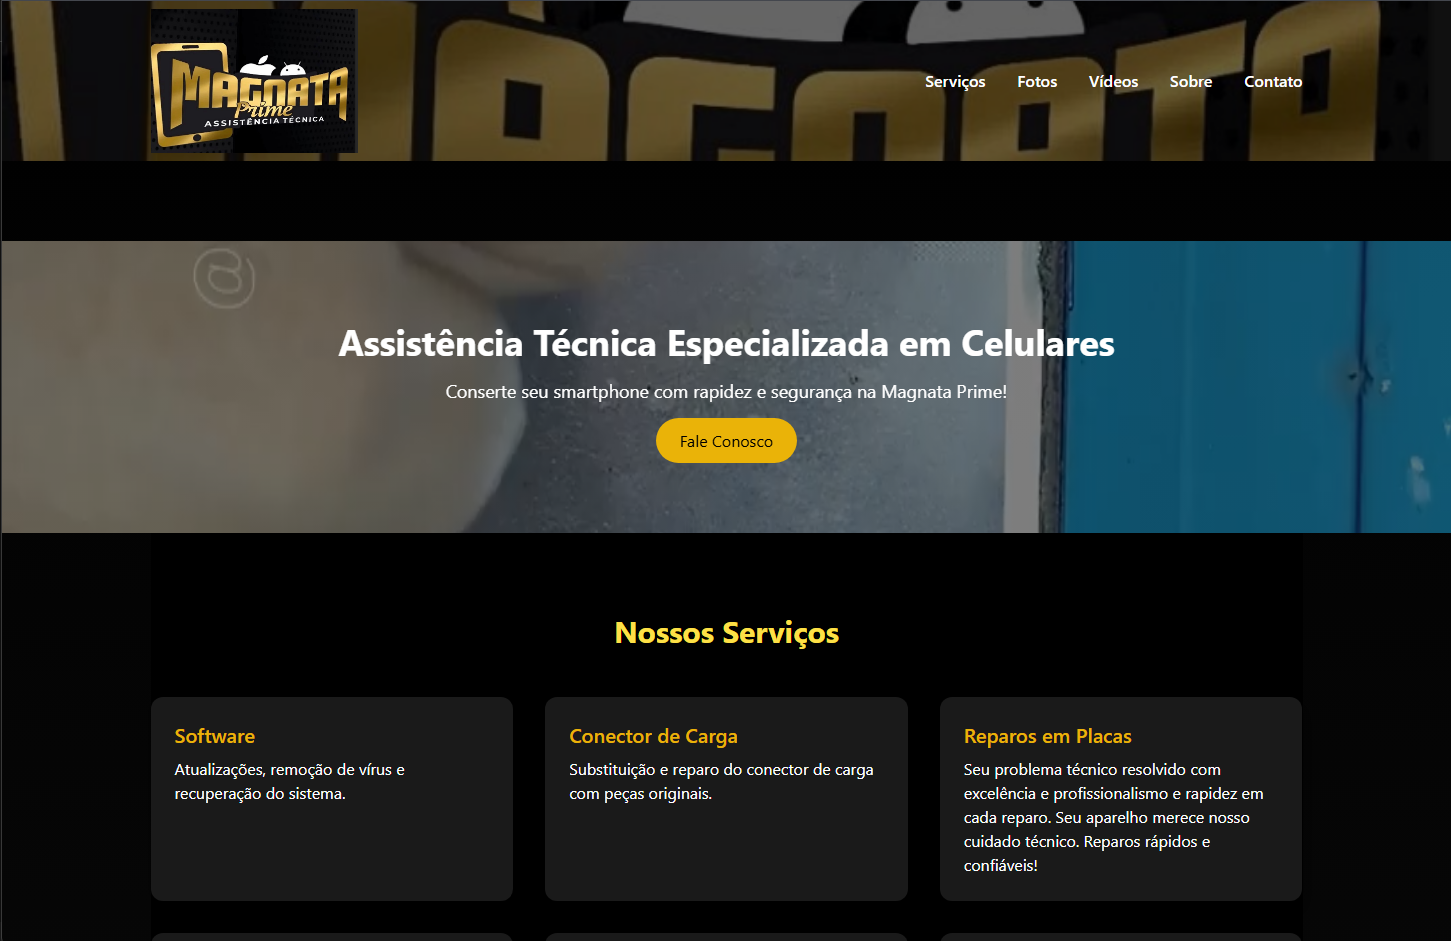 MAGNATA
Prime
ASSISTÊNCIA TÉCNICA
Serviços Fotos Vídeos Sobre Contato
Assistência Técnica Especializada em Celulares
Conserte seu smartphone com rapidez e segurança na Magnata Prime!
Fale Conosco
Nossos Serviços
Software
Atualizações, remoção de vírus e
recuperação do sistema.
Conector de Carga
Substituição e reparo do conector de carga
com peças originais.
Reparos em Placas
Seu problema técnico resolvido com
excelência e profissionalismo e rapidez em
cada reparo. Seu aparelho merece nosso
cuidado técnico. Reparos rápidos e
confiáveis!